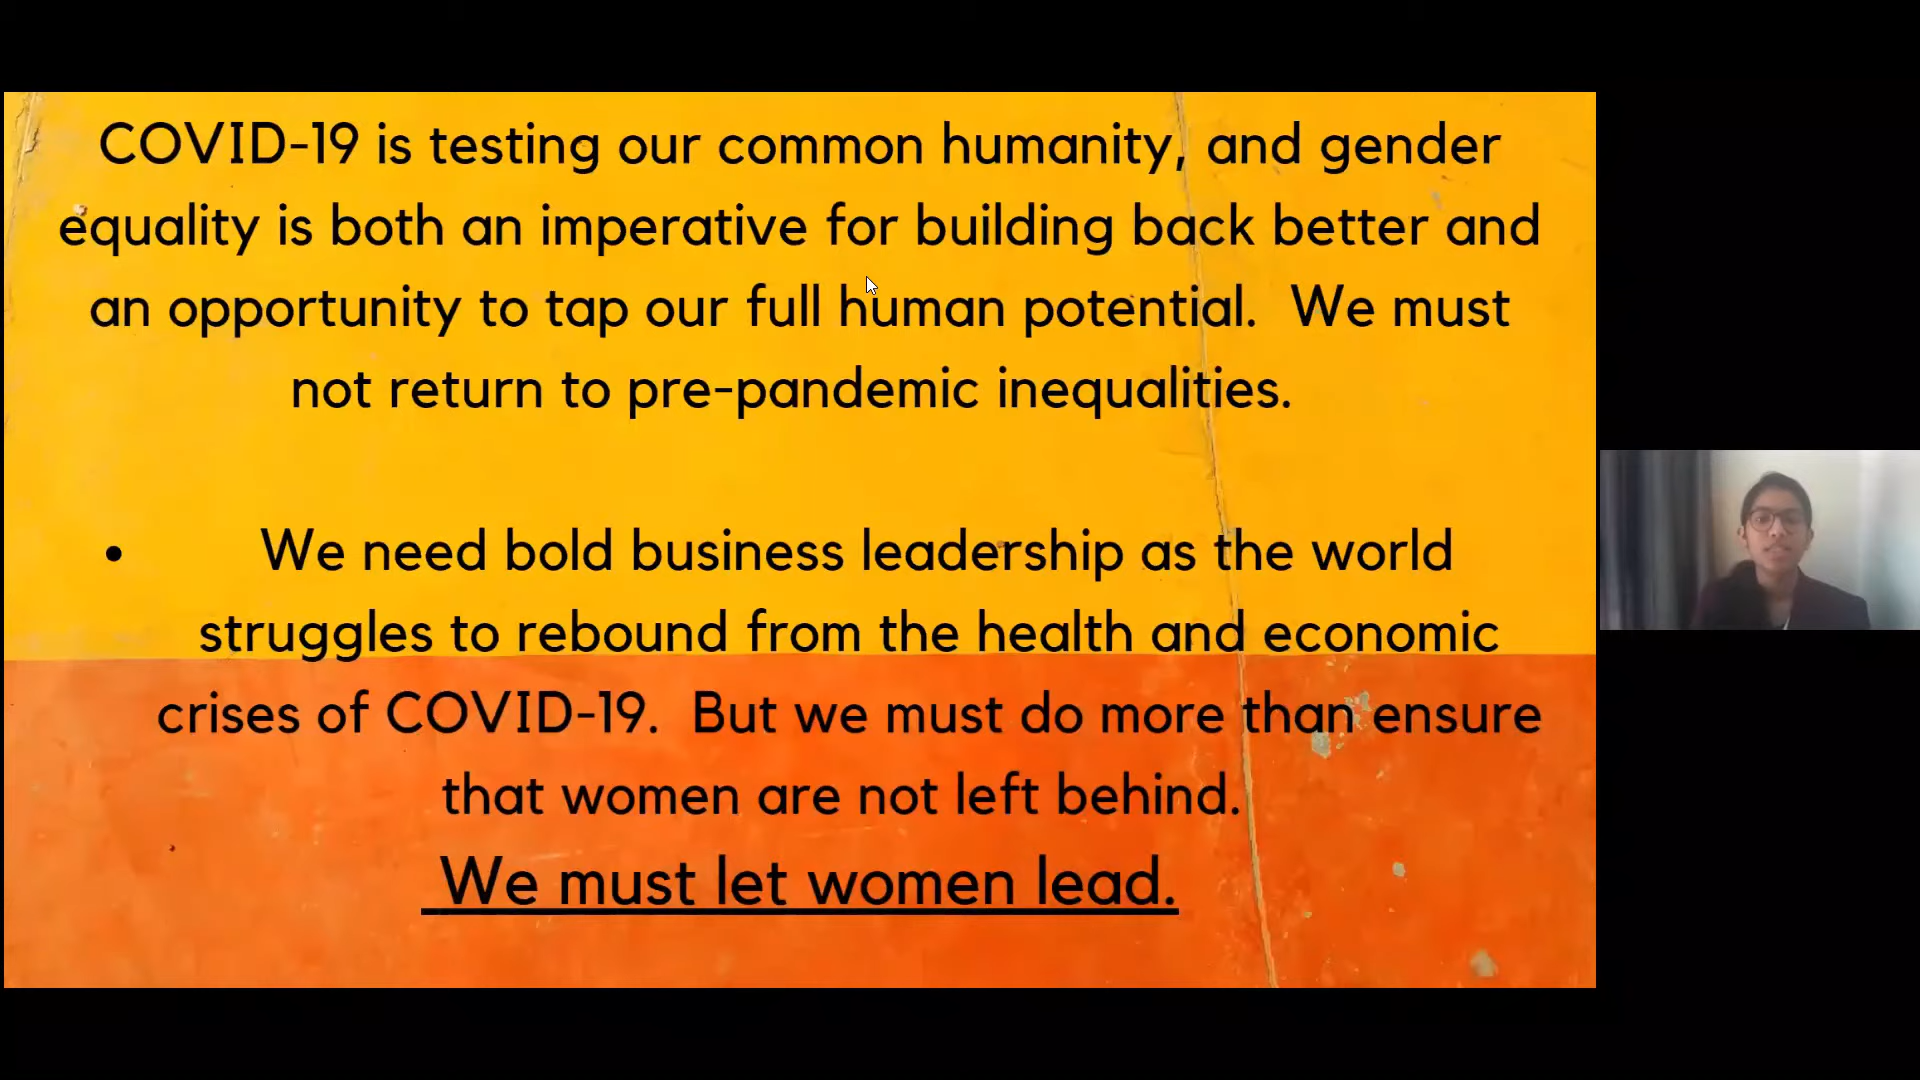 COVID-19 is testing our common humanity, and gender
equality is both an imperative for building back better and
an opportunity to tap our full human potential.  We must
not return to pre-pandemic inequalities.
• We need bold business leadership as the world
struggles to rebound from the health and economic
crises of COVID-19.  But we must do more than ensure
that women are not left behind.
We must let women lead.